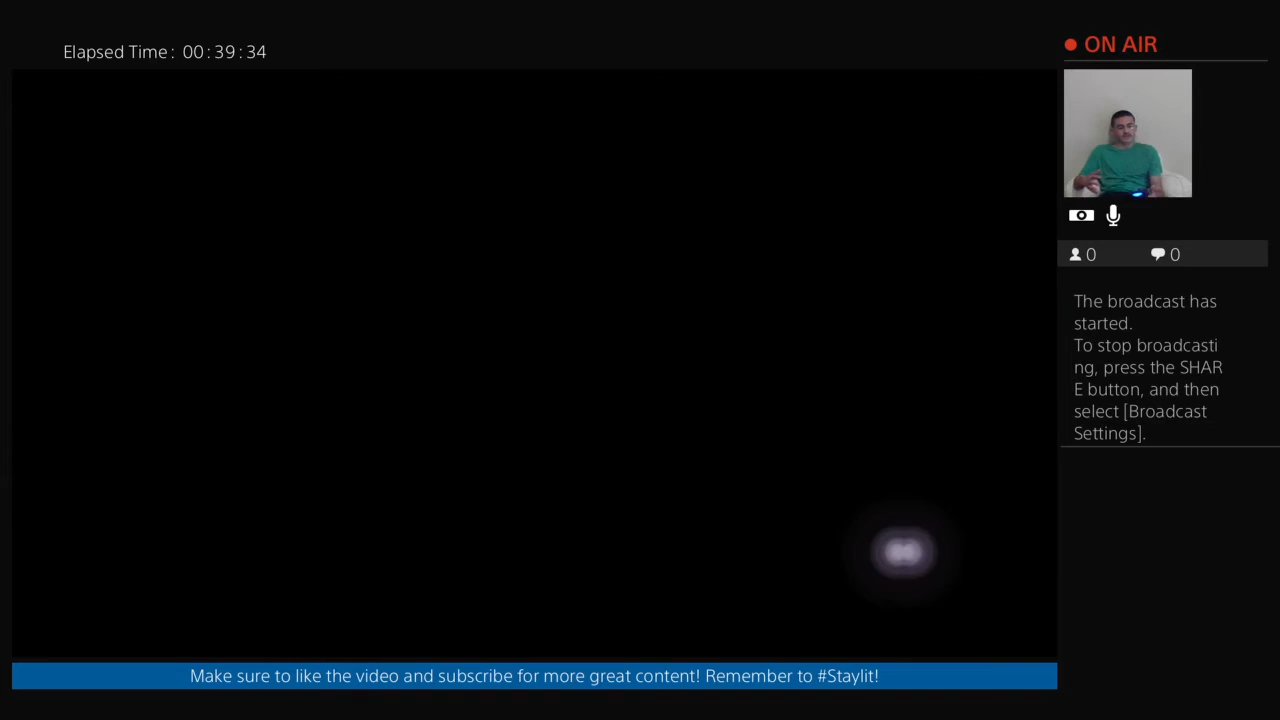 Elapsed Time: 00:39:34
ON AIR
0 0
The broadcast has
started.
To stop broadcasti
ng, press the SHAR
E button, and then
select [Broadcast
Settings].
Make sure to like the video and subscribe for more great content! Remember to #Staylit!